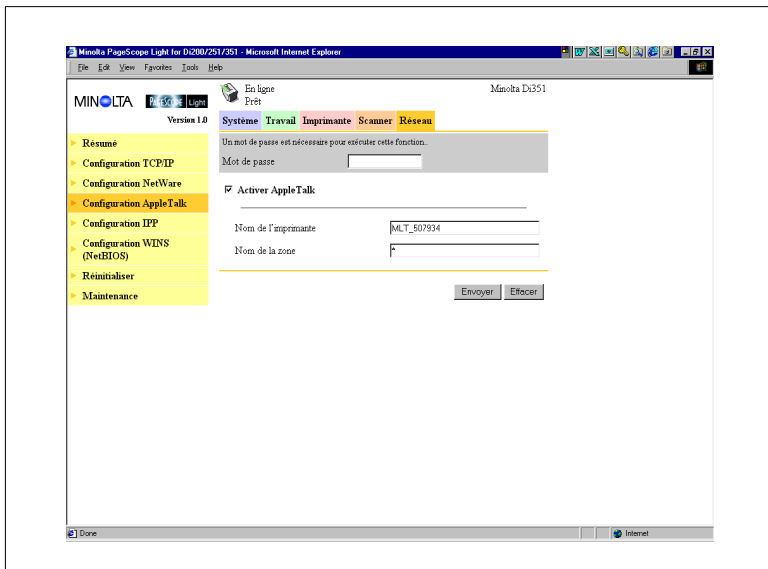 Minolta PageScope Light for Di200/251/351 - Microsoft Internet Explorer
File Edit View Favorites Tools Help
MINOLTA PAGESCOPE Light
Version 1.0
En ligne
Prêt
Minolta Di351
Système Travail Imprimante Scanner Réseau
Résumé
Configuration TCP/IP
Configuration NetWare
Configuration AppleTalk
Configuration IPP
Configuration WINS
(NetBIOS)
Réinitialiser
Maintenance
Un mot de passe est nécessaire pour exécuter cette fonction..
Mot de passe
Activer AppleTalk
Nom de l'imprimante MLT_507934
Nom de la zone *
Envoyer Effacer
Done
Internet